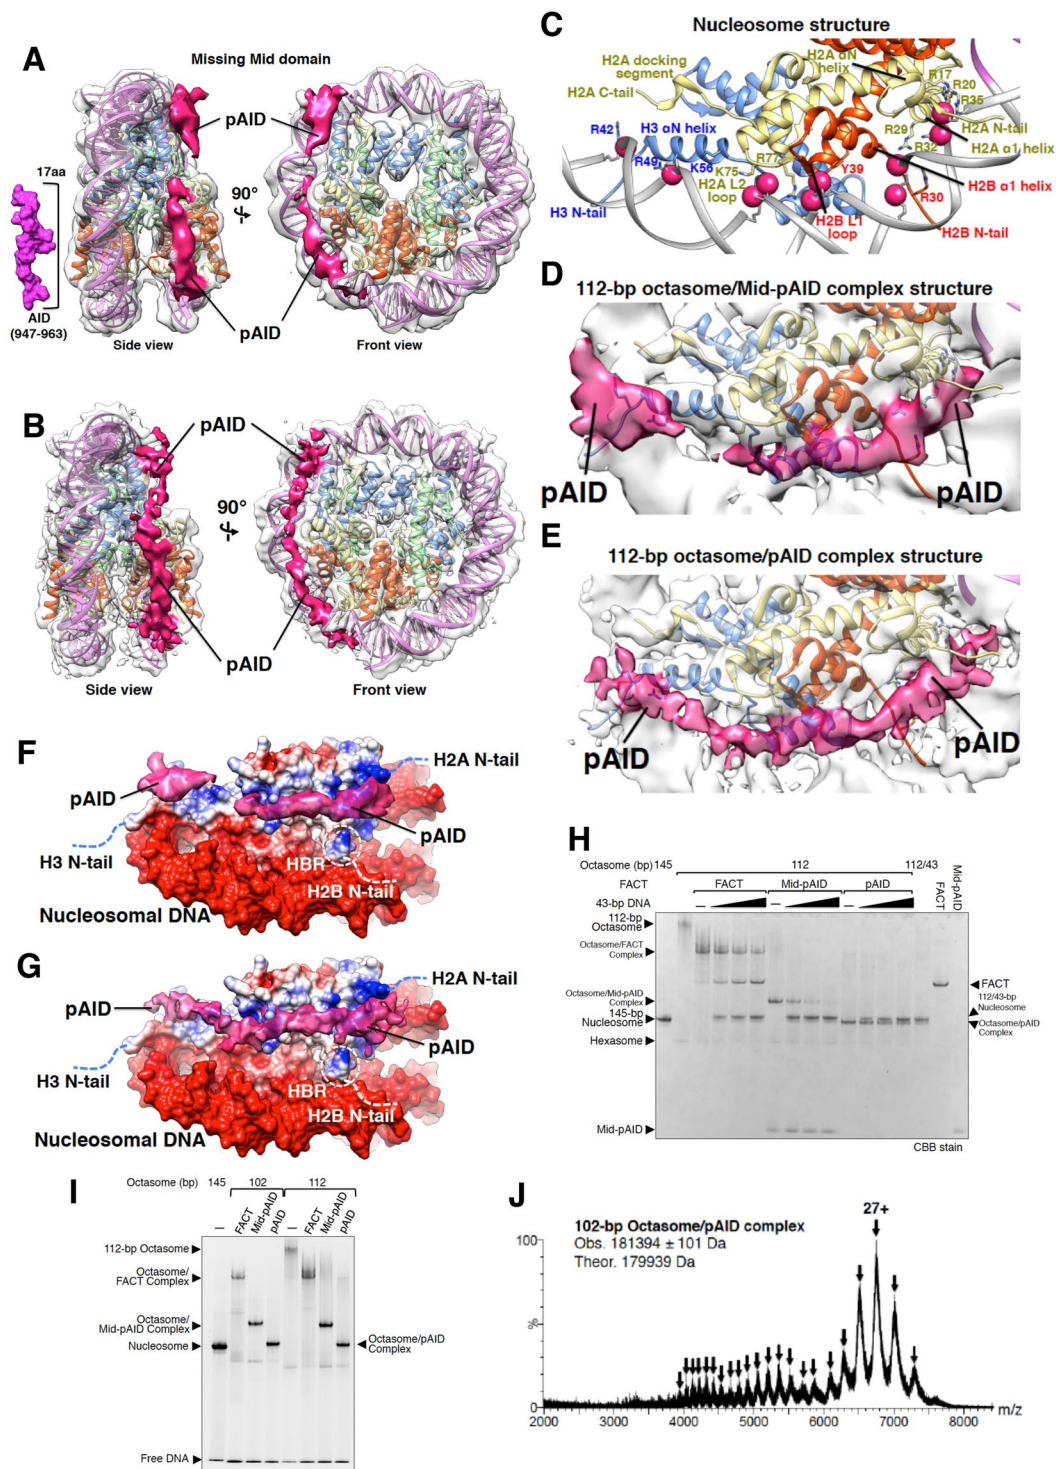 A
Missing Mid domain
pAID
17aa
90°
AID
(947-963)
pAID
Side view
Front view
B
pAID
90°
pAID
Side view
Front view
C
Nucleosome structure
H2A docking
segment
H2A αN
helix
H2A C-tail
R17
R20
R35
R42
H3 αN helix
R29
H2A N-tail
R32
H2A α1 helix
R49
K56
R77
K75
Y39
H2A L2
loop
H2B α1 helix
R30
H3 N-tail
H2B L1
loop
H2B N-tail
D
112-bp octasome/Mid-pAID complex structure
pAID
pAID
E
112-bp octasome/pAID complex structure
pAID
pAID
F
H2A N-tail
pAID
pAID
H3 N-tail
HBR
H2B N-tail
Nucleosomal DNA
G
H2A N-tail
pAID
pAID
H3 N-tail
HBR
H2B N-tail
Nucleosomal DNA
H
Octasome (bp) 145 112 112/43
FACT FACT Mid-pAID pAID FACT Mid-pAID
43-bp DNA – – –
112-bp
Octasome
Octasome/FACT
Complex
FACT
Octasome/Mid-pAID
Complex
112/43-bp
Nucleosome
145-bp
Nucleosome
Octasome/pAID
Complex
Hexasome
Mid-pAID
CBB stain
I
Octasome (bp) 145 102 112
– FACT Mid-pAID pAID – FACT Mid-pAID pAID
112-bp Octasome
Octasome/
FACT Complex
Octasome/
Mid-pAID Complex
Nucleosome
Octasome/pAID
Complex
Free DNA
J
27+
102-bp Octasome/pAID complex
Obs. 181394 ± 101 Da
Theor. 179939 Da
100
%
0
2000 3000 4000 5000 6000 7000 8000 m/z